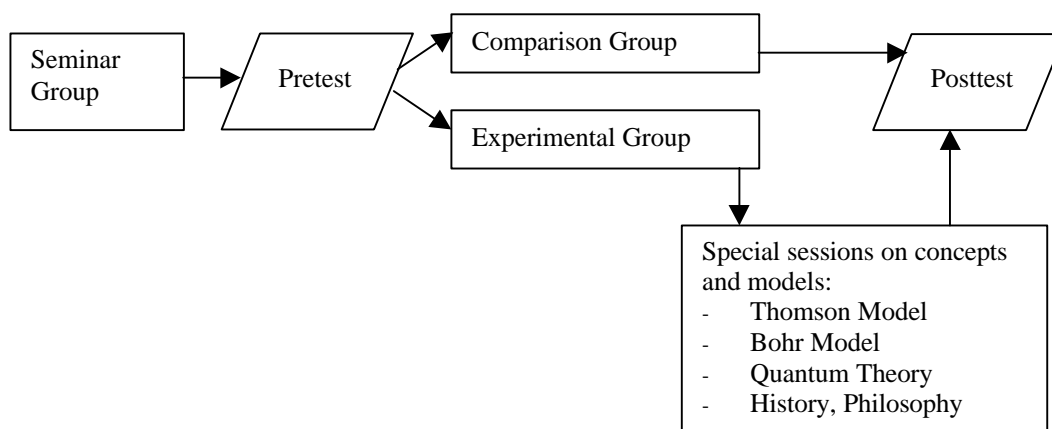 Seminar
Group
Pretest
Comparison Group
Experimental Group
Posttest
Special sessions on concepts
and models:
- Thomson Model
- Bohr Model
- Quantum Theory
- History, Philosophy